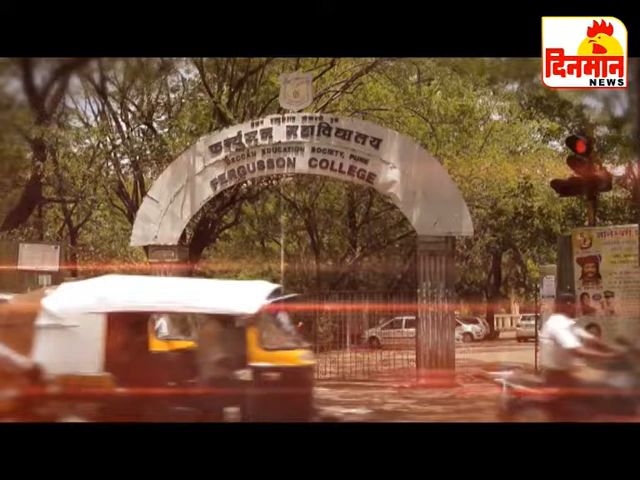 दिनमान
NEWS
फर्ग्युसन महाविद्यालय
DECCAN EDUCATION SOCIETY, PUNE
FERGUSSON COLLEGE